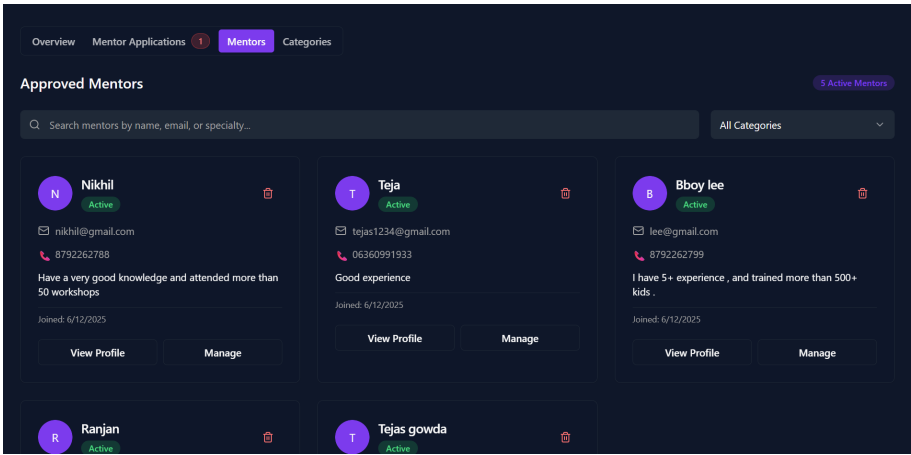 Overview Mentor Applications 1 Mentors Categories
Approved Mentors
5 Active Mentors
Search mentors by name, email, or specialty...
All Categories
N
Nikhil
Active
nikhil@gmail.com
8792262788
Have a very good knowledge and attended more than
50 workshops
Joined: 6/12/2025
View Profile Manage
T
Teja
Active
tejas1234@gmail.com
06360991933
Good experience
Joined: 6/12/2025
View Profile Manage
B
Bboy lee
Active
lee@gmail.com
8792262799
I have 5+ experience , and trained more than 500+
kids .
Joined: 6/12/2025
View Profile Manage
R
Ranjan
Active
T
Tejas gowda
Active